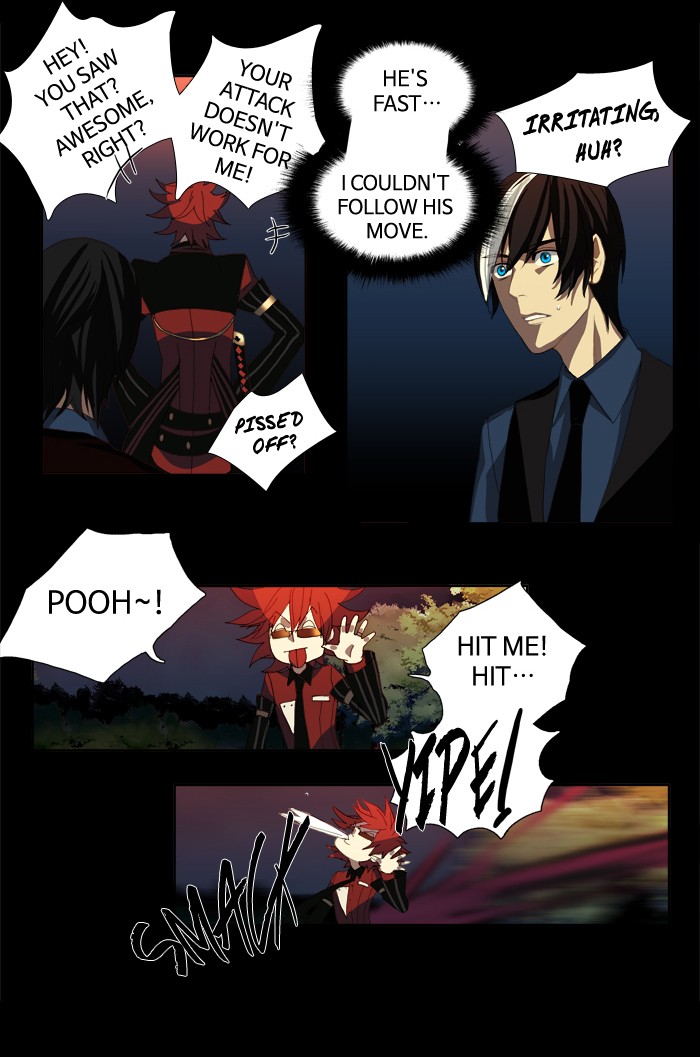 HEY!
YOU SAW
THAT?
AWESOME,
RIGHT?
YOUR
ATTACK
DOESN'T
WORK FOR
ME!
PISSED
OFF?
HE'S
FAST…
I COULDN'T
FOLLOW HIS
MOVE.
IRRITATING,
HUH?
POOH~!
HIT ME!
HIT…
YIPE!
SMACK